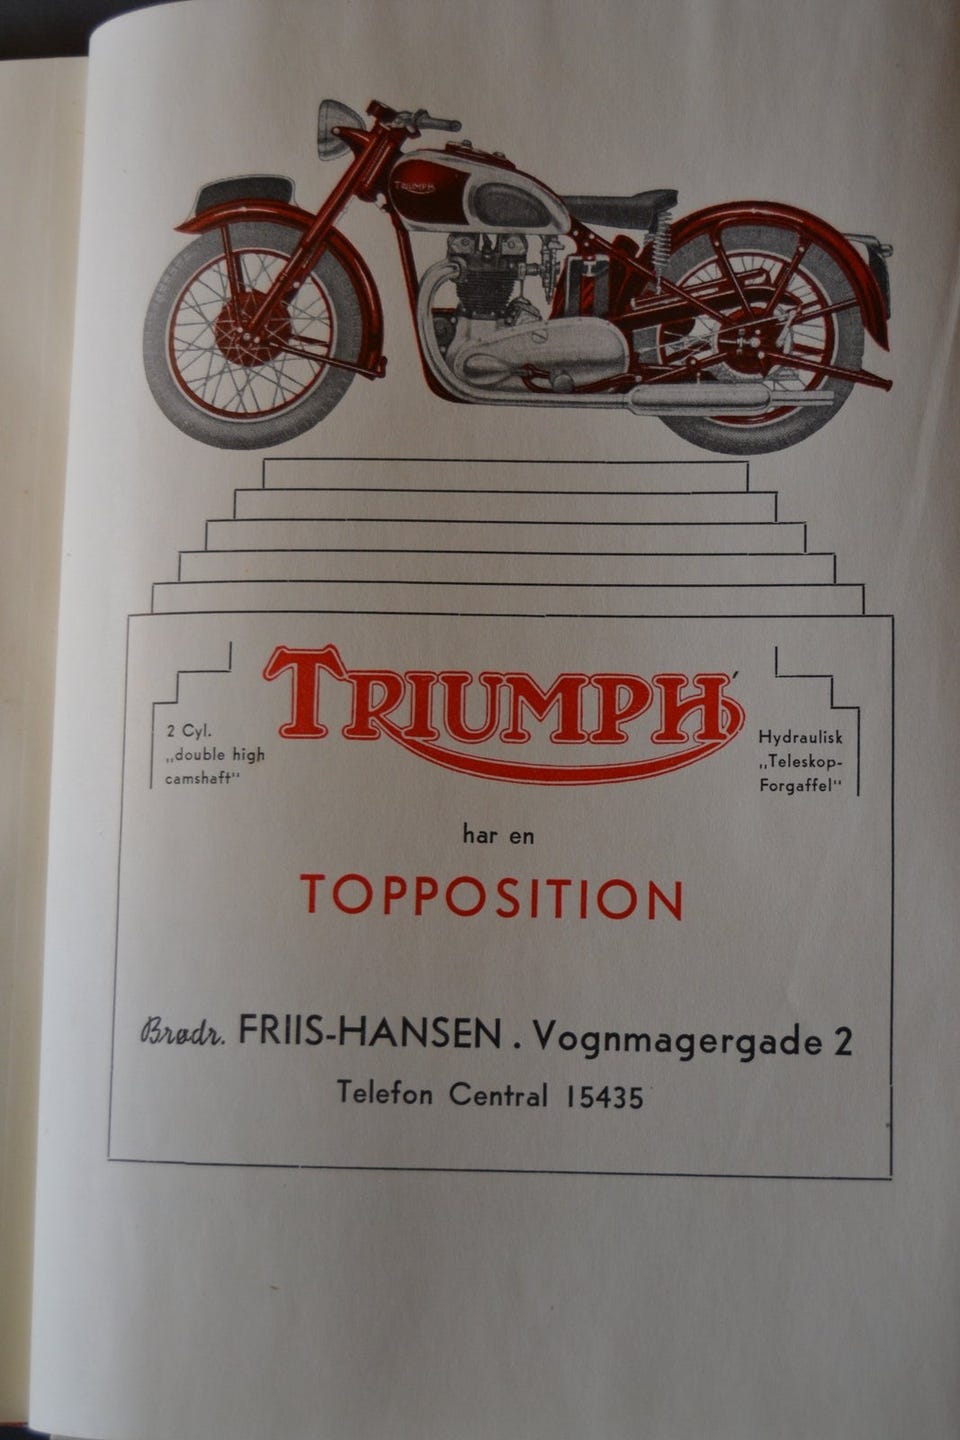 TRIUMPH
TRIUMPH
2 Cyl.
„double high
camshaft"
Hydraulisk
„Teleskop-
Forgaffel"
har en
TOPPOSITION
Brødr. FRIIS-HANSEN . Vognmagergade 2
Telefon Central 15435